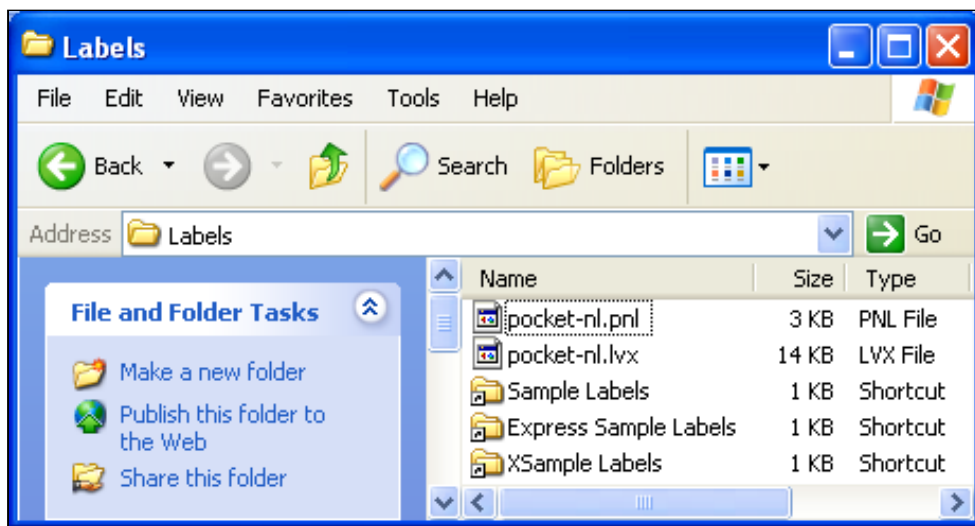 Labels
File Edit View Favorites Tools Help
Back Search Folders
Address Labels Go
File and Folder Tasks
Make a new folder
Publish this folder to
the Web
Share this folder
Name Size Type
pocket-nl.pnl 3 KB PNL File
pocket-nl.lvx 14 KB LVX File
Sample Labels 1 KB Shortcut
Express Sample Labels 1 KB Shortcut
XSample Labels 1 KB Shortcut